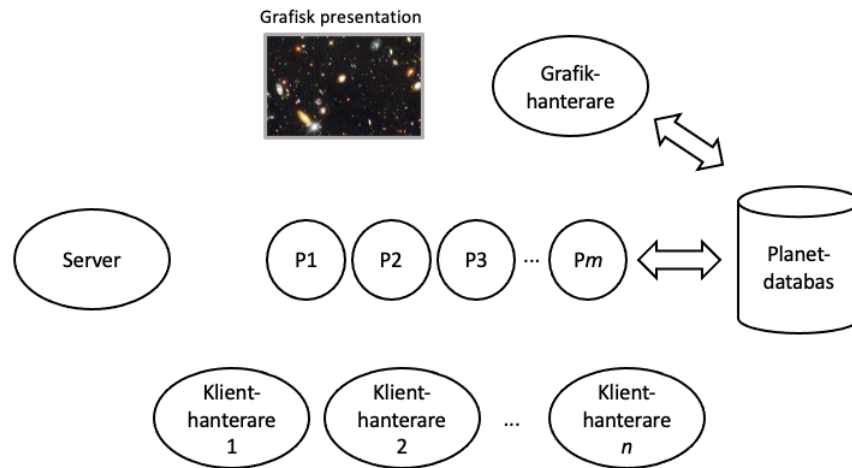 Grafisk presentation
Grafik-
hanterare
Server
P1
P2
P3
...
Pm
Planet-
databas
Klient-
hanterare
1
Klient-
hanterare
2
...
Klient-
hanterare
n